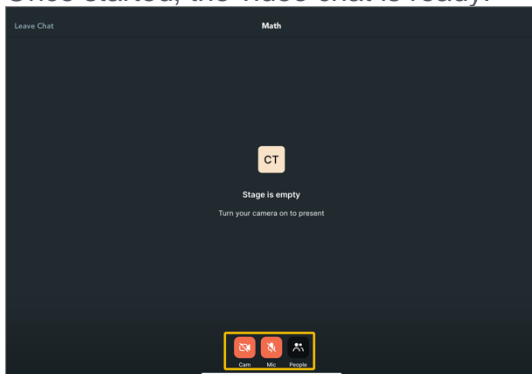 Once started, the video chat is ready.
Leave Chat
Math
CT
Stage is empty
Turn your camera on to present
Cam
Mic
People